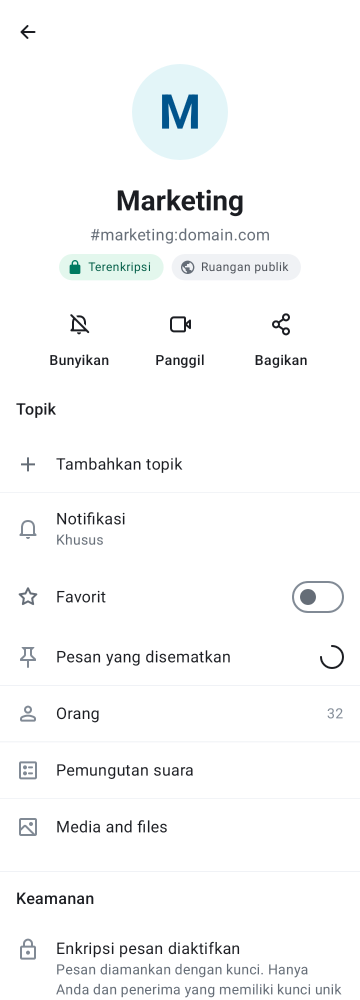 M
Marketing
#marketing:domain.com
Terenkripsi
Ruangan publik
Bunyikan
Panggil
Bagikan
Topik
Tambahkan topik
Notifikasi
Khusus
Favorit
Pesan yang disematkan
Orang
32
Pemungutan suara
Media and files
Keamanan
Enkripsi pesan diaktifkan
Pesan diamankan dengan kunci. Hanya
Anda dan penerima yang memiliki kunci unik